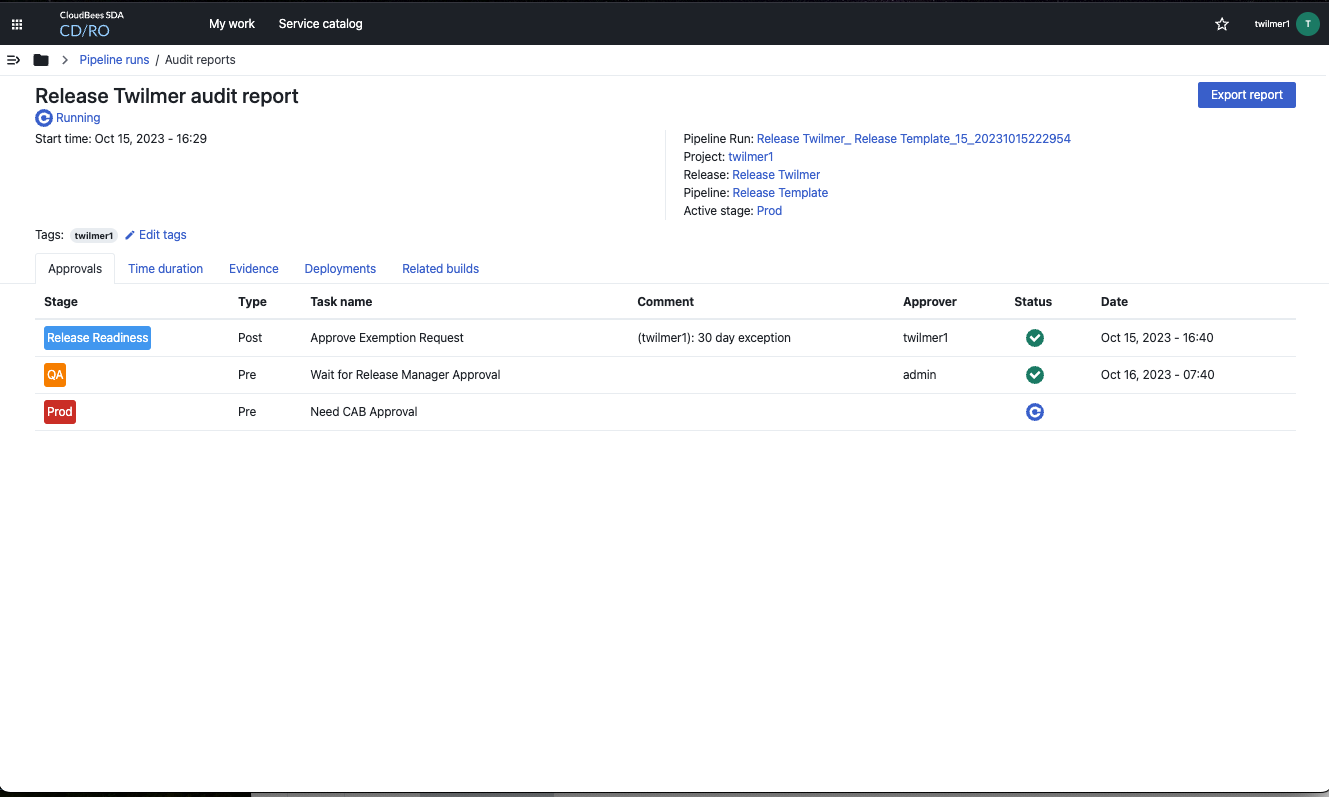 CloudBees SDA
CD/RO
My work Service catalog
twilmer1 T
Pipeline runs / Audit reports
Release Twilmer audit report
Export report
Running
Start time: Oct 15, 2023 - 16:29
Pipeline Run: Release Twilmer_ Release Template_15_20231015222954
Project: twilmer1
Release: Release Twilmer
Pipeline: Release Template
Active stage: Prod
Tags: twilmer1 Edit tags
Approvals Time duration Evidence Deployments Related builds
Stage Type Task name Comment Approver Status Date
Release Readiness Post Approve Exemption Request (twilmer1): 30 day exception twilmer1 Oct 15, 2023 - 16:40
QA Pre Wait for Release Manager Approval admin Oct 16, 2023 - 07:40
Prod Pre Need CAB Approval